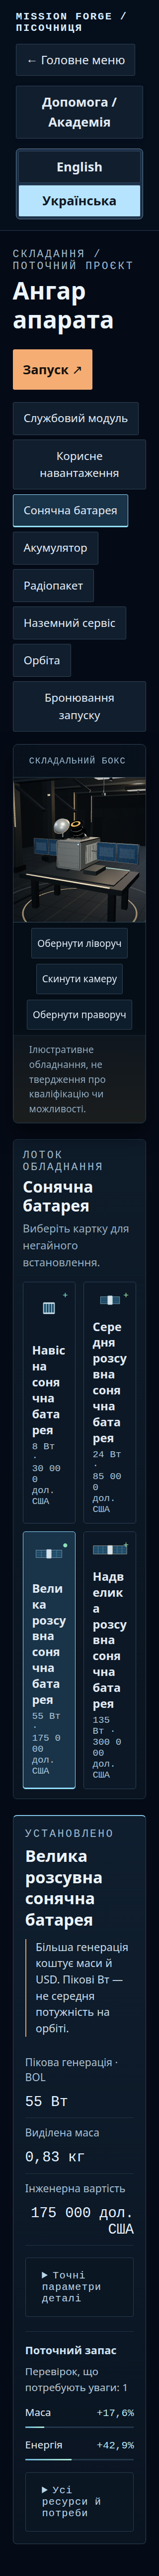 MISSION FORGE /
ПІСОЧНИЦЯ
← Головне меню
Допомога /
Академія
English
Українська
СКЛАДАННЯ /
ПОТОЧНИЙ ПРОЄКТ
Ангар
апарата
Запуск ↗
Службовий модуль
Корисне
навантаження
Сонячна батарея
Акумулятор
Радіопакет
Наземний сервіс
Орбіта
Бронювання
запуску
СКЛАДАЛЬНИЙ БОКС
Обернути ліворуч
Скинути камеру
Обернути праворуч
Ілюстративне
обладнання, не
твердження про
кваліфікацію чи
можливості.
ЛОТОК
ОБЛАДНАННЯ
Сонячна
батарея
Виберіть картку для
негайного
встановлення.
+
Навіс
на
соня
чна
бата
рея
8 Вт
·
30 00
0
дол.
США
+
Сере
дня
розсу
вна
соня
чна
бата
рея
24 Вт
·
85 00
0
дол.
США
Вели
ка
розсу
вна
соня
чна
бата
рея
55 Вт
·
175 0
00
дол.
США
+
Надв
елик
а
розсу
вна
соня
чна
бата
рея
135
Вт ·
300 0
00
дол.
США
УСТАНОВЛЕНО
Велика
розсувна
сонячна
батарея
Більша генерація
коштує маси й
USD. Пікові Вт —
не середня
потужність на
орбіті.
Пікова генерація ·
BOL
55 Вт
Виділена маса
0,83 кг
Інженерна вартість
175 000 дол.
США
▶ Точні
параметри
деталі
Поточний запас
Перевірок, що
потребують уваги: 1
Маса +17,6%
Енергія +42,9%
▶ Усі
ресурси й
потреби